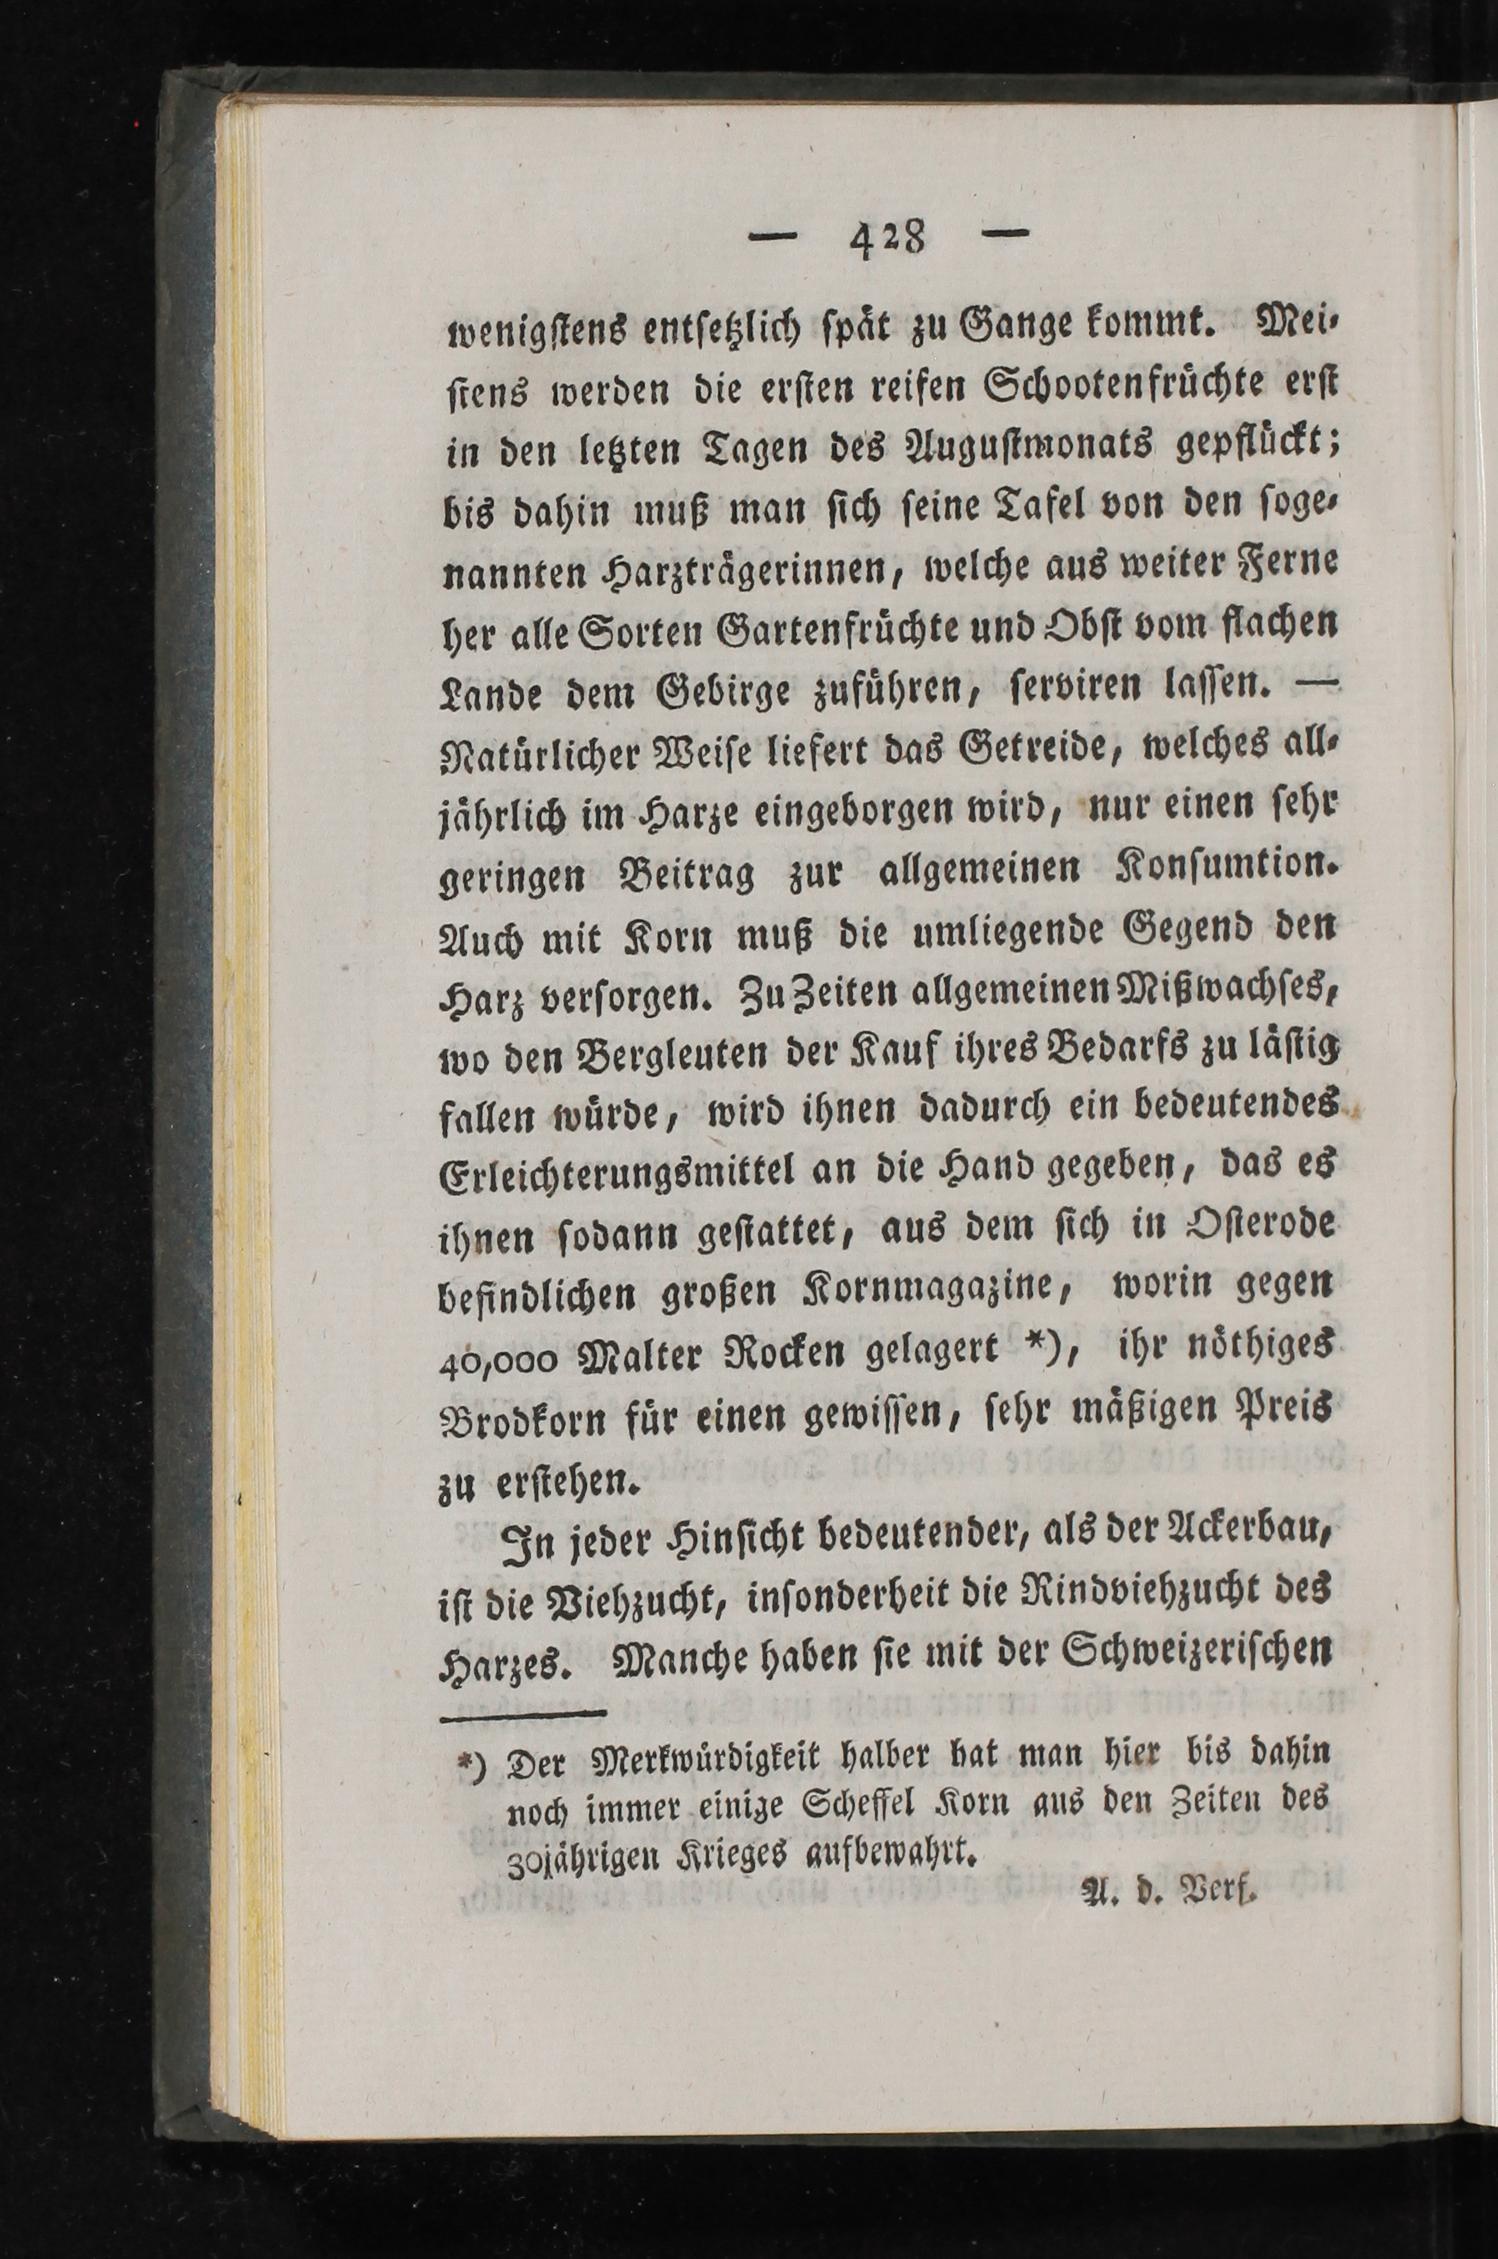 — 428 —
wenigſtens entſetzlich ſpät zu Gange kommt. Mei-
ſtens werden die erſten reifen Schootenfrüchte erſt
in den letzten Tagen des Auguſtmonats gepflückt;
bis dahin muß man ſich ſeine Tafel von den ſoge-
nannten Harzträgerinnen, welche aus weiter Ferne
her alle Sorten Gartenfrüchte und Obſt vom flachen
Lande dem Gebirge zuführen, ſerviren laſſen. —
Natürlicher Weiſe liefert das Getreide, welches all-
jährlich im Harze eingeborgen wird, nur einen ſehr
geringen Beitrag zur allgemeinen Konſumtion.
Auch mit Korn muß die umliegende Gegend den
Harz verſorgen. Zu Zeiten allgemeinen Mißwachſes,
wo den Bergleuten der Kauf ihres Bedarfs zu läſtig
fallen würde, wird ihnen dadurch ein bedeutendes
Erleichterungsmittel an die Hand gegeben, das es
ihnen ſodann geſtattet, aus dem ſich in Oſterode
befindlichen großen Kornmagazine, worin gegen
40,000 Malter Rocken gelagert *), ihr nöthiges
Brodkorn für einen gewiſſen, ſehr mäßigen Preis
zu erſtehen.
In jeder Hinſicht bedeutender, als der Ackerbau,
iſt die Viehzucht, inſonderheit die Rindviehzucht des
Harzes. Manche haben ſie mit der Schweizeriſchen
*) Der Merkwürdigkeit halber hat man hier bis dahin
noch immer einige Scheffel Korn aus den Zeiten des
30jährigen Krieges aufbewahrt.
A. d. Verf.